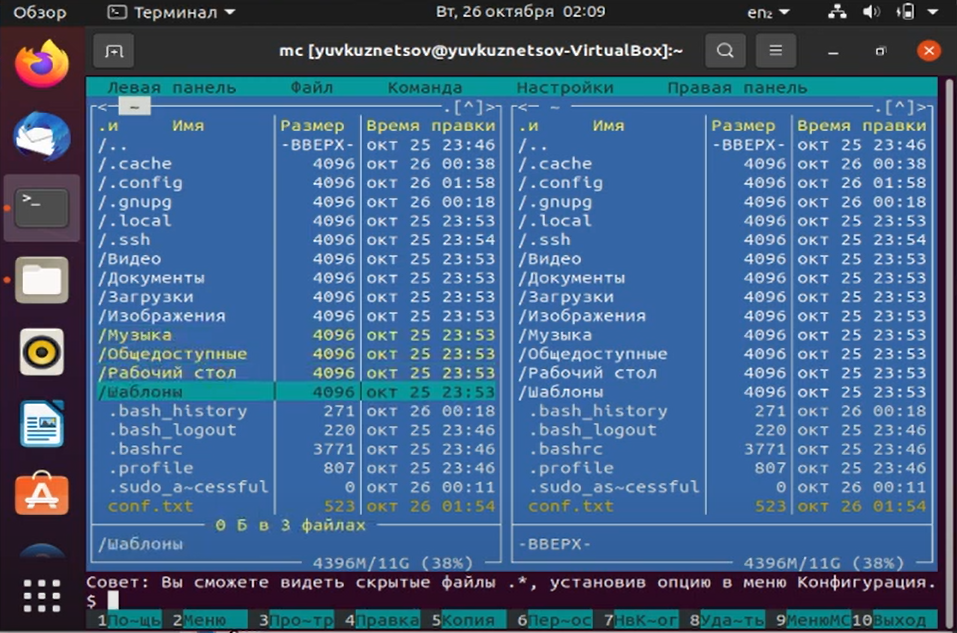 Обзор Терминал Вт, 26 октября 02:09 en₂
mc [yuvkuznetsov@yuvkuznetsov-VirtualBox]:~
Левая панель Файл Команда Настройки Правая панель
<- ~ .[^]> <- ~ .[^]>
.и Имя Размер Время правки .и Имя Размер Время правки
/.. -ВВЕРХ- окт 25 23:46 /.. -ВВЕРХ- окт 25 23:46
/.cache 4096 окт 26 00:38 /.cache 4096 окт 26 00:38
/.config 4096 окт 26 01:58 /.config 4096 окт 26 01:58
/.gnupg 4096 окт 26 00:18 /.gnupg 4096 окт 26 00:18
/.local 4096 окт 25 23:53 /.local 4096 окт 25 23:53
/.ssh 4096 окт 25 23:54 /.ssh 4096 окт 25 23:54
/Видео 4096 окт 25 23:53 /Видео 4096 окт 25 23:53
/Документы 4096 окт 25 23:53 /Документы 4096 окт 25 23:53
/Загрузки 4096 окт 25 23:53 /Загрузки 4096 окт 25 23:53
/Изображения 4096 окт 25 23:53 /Изображения 4096 окт 25 23:53
/Музыка 4096 окт 25 23:53 /Музыка 4096 окт 25 23:53
/Общедоступные 4096 окт 25 23:53 /Общедоступные 4096 окт 25 23:53
/Рабочий стол 4096 окт 25 23:53 /Рабочий стол 4096 окт 25 23:53
/Шаблоны 4096 окт 25 23:53 /Шаблоны 4096 окт 25 23:53
.bash_history 271 окт 26 00:18 .bash_history 271 окт 26 00:18
.bash_logout 220 окт 25 23:46 .bash_logout 220 окт 25 23:46
.bashrc 3771 окт 25 23:46 .bashrc 3771 окт 25 23:46
.profile 807 окт 25 23:46 .profile 807 окт 25 23:46
.sudo_as~cessful 0 окт 26 00:11 .sudo_as~cessful 0 окт 26 00:11
conf.txt 523 окт 26 01:54 conf.txt 523 окт 26 01:54
0 Б в 3 файлах
/Шаблоны -ВВЕРХ-
4396M/11G (38%) 4396M/11G (38%)
Совет: Вы сможете видеть скрытые файлы .*, установив опцию в меню Конфигурация.
$
1По~щь 2Меню 3Про~тр 4Правка 5Копия 6Пер~ос 7НвК~ог 8Уда~ть 9МенюMC 10Выход